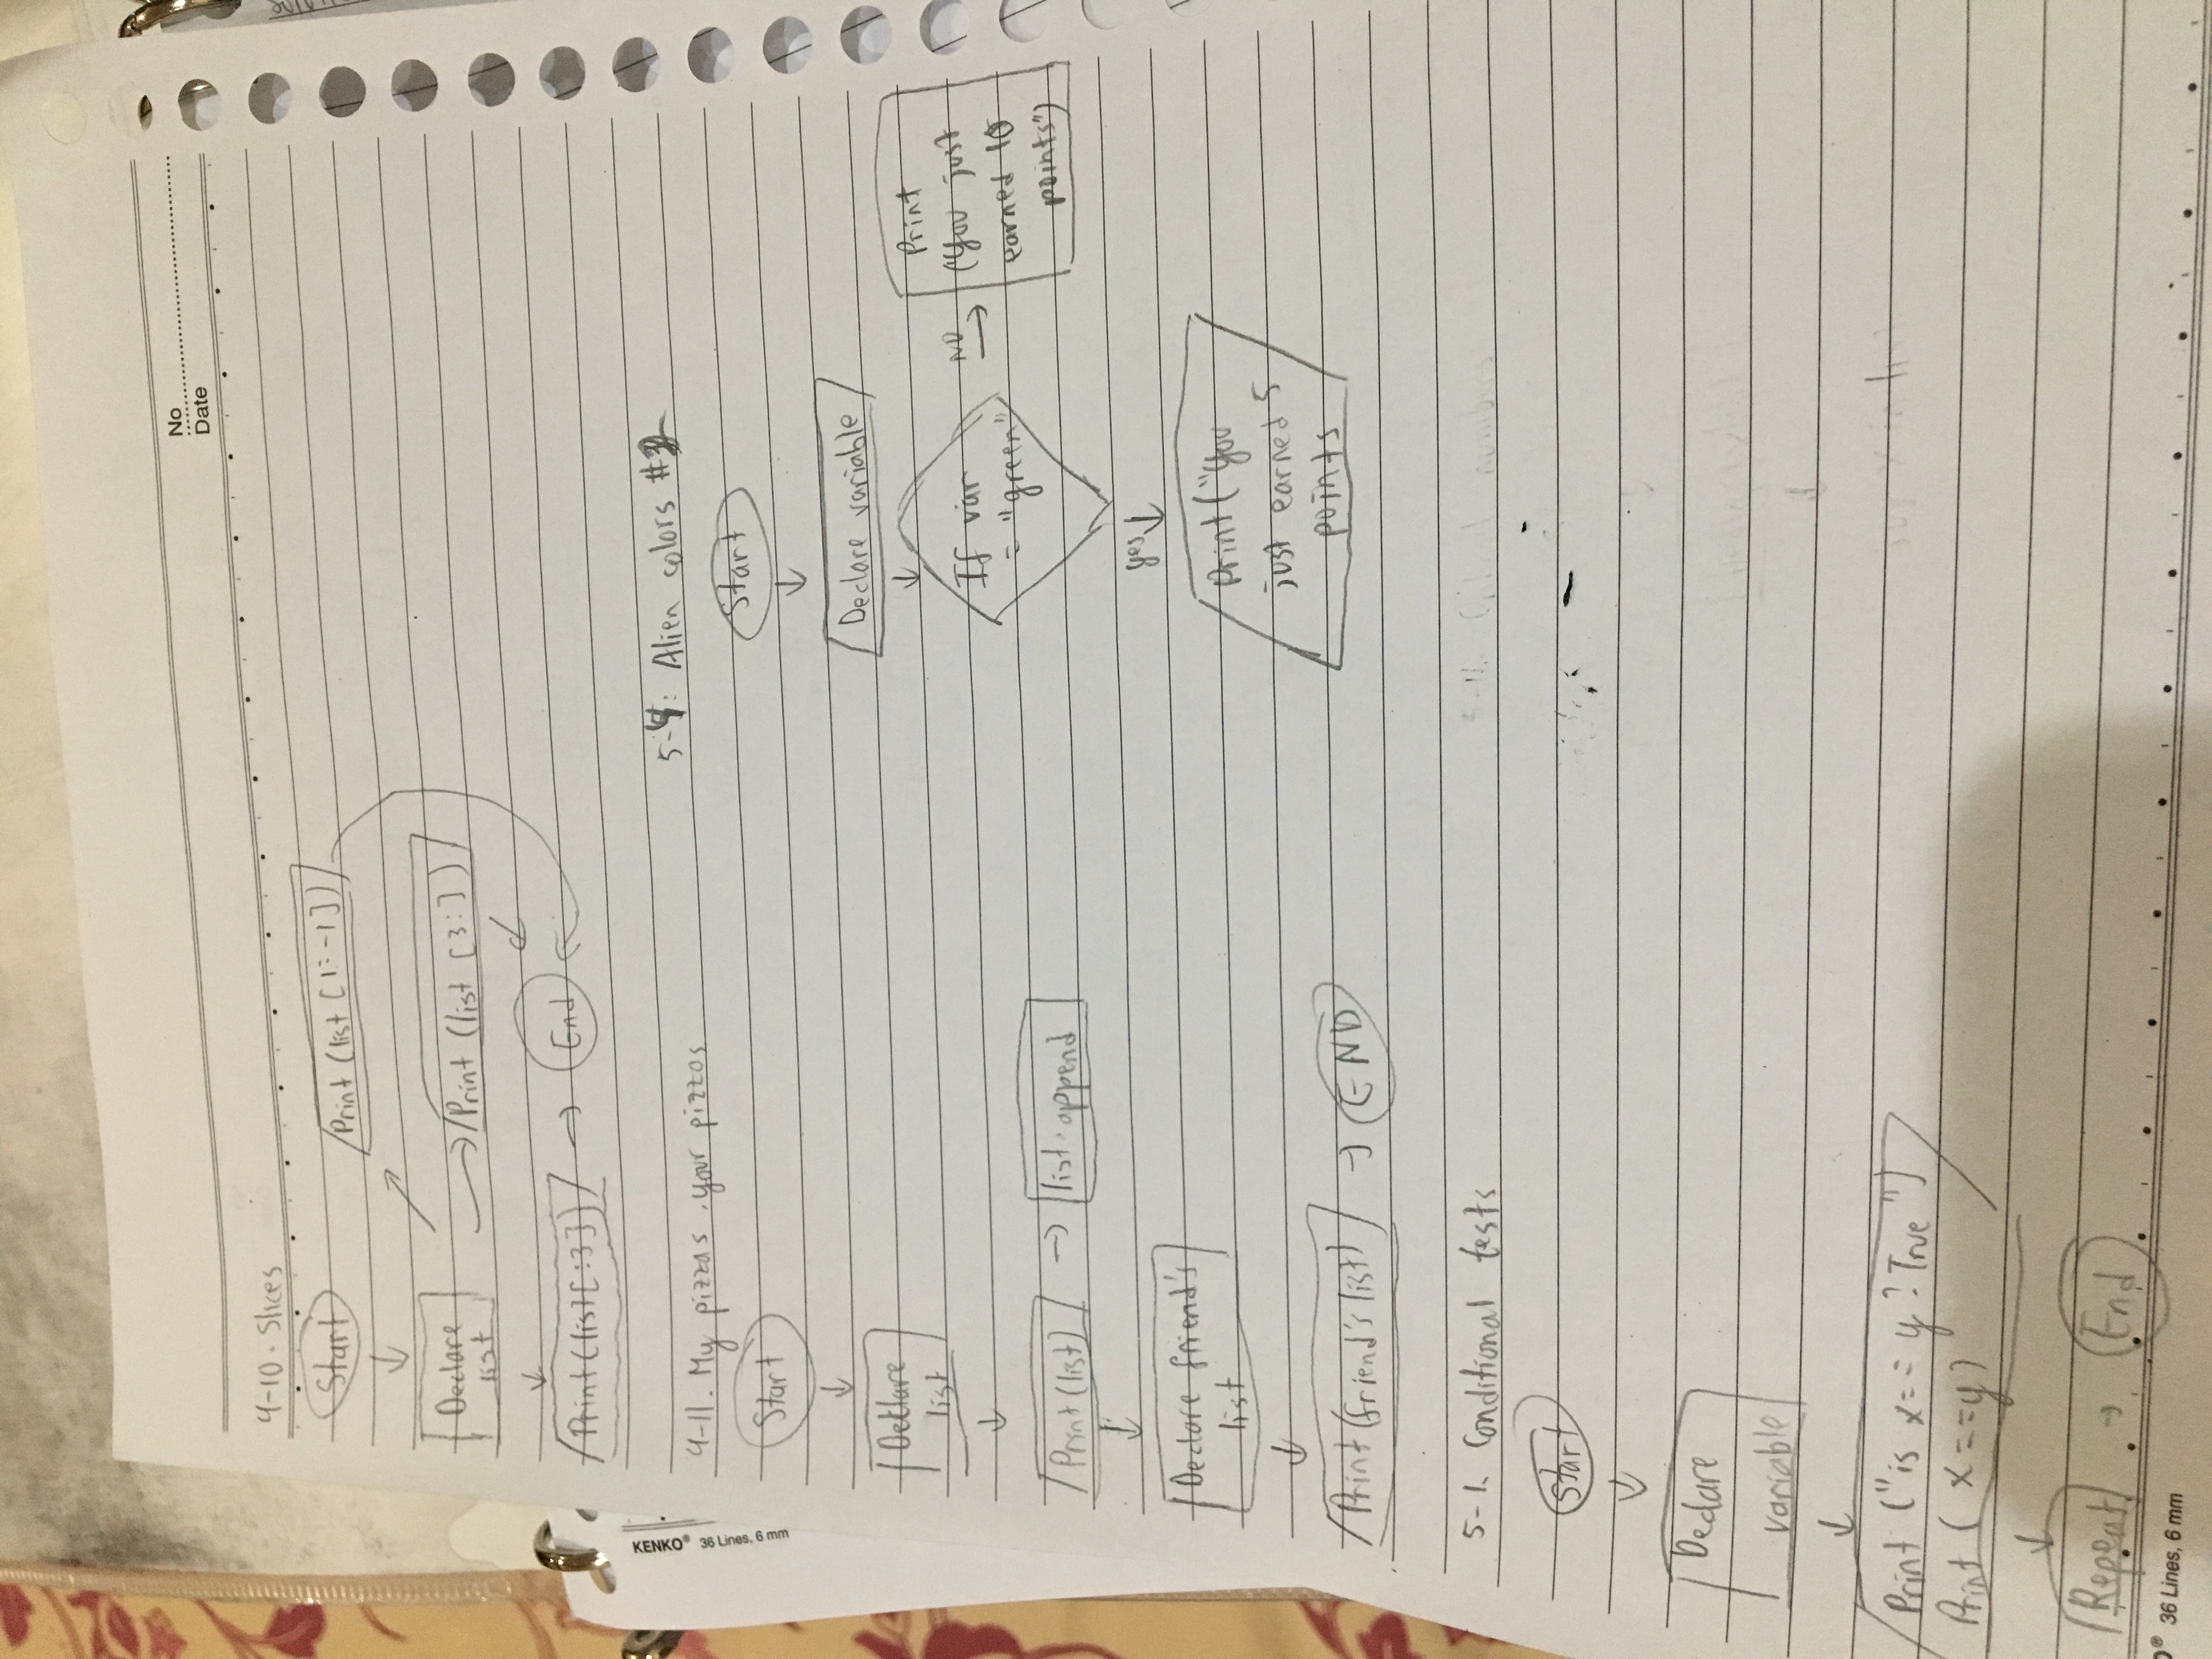 No
Date
4-10. Slices
Start
Print (list [1:-1])
Declare
list
Print (list [3:])
Print (list[:3])
End
4-11. My pizzas, your pizzas
Start
Declare
list
Print (list)
list.append
Declare friend's
list
Print (friend's list)
END
5-4: Alien colors #2
Start
Declare variable
If var
= "green"
NO
Print
("You just
earned 10
points")
yes
Print ("You
just earned 5
points
5-1. Conditional tests
Start
Declare
variable
Print ("is x== y? True")
Print ( x==y)
Repeat
End
36 Lines, 6 mm
KENKO® 36 Lines, 6 mm